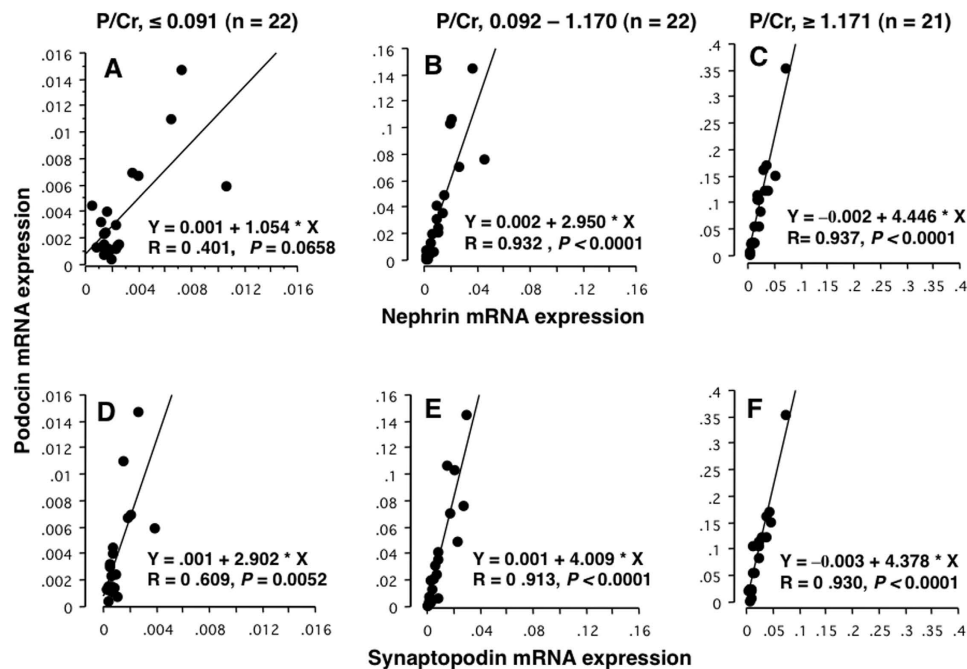 P/Cr, ≤ 0.091 (n = 22)
P/Cr, 0.092 – 1.170 (n = 22)
P/Cr, ≥ 1.171 (n = 21)
Podocin mRNA expression
A
.016
.014
.012
.01
.008
.006
.004
.002
0
Y = 0.001 + 1.054 * X
R = 0 .401, P = 0.0658
0 .004 .008 .012 .016
B
.16
.14
.12
.1
.08
.06
.04
.02
0
Y = 0.002 + 2.950 * X
R = 0.932 , P < 0.0001
0 .04 .08 .12 .16
C
.4
.35
.3
.25
.2
.15
.1
.05
0
Y = –0.002 + 4.446 * X
R= 0.937, P < 0.0001
0 .05 .1 .15 .2 .25 .3 .35 .4
Nephrin mRNA expression
D
.016
.014
.012
.01
.008
.006
.004
.002
0
Y = .001 + 2.902 * X
R = 0.609, P = 0.0052
0 .004 .008 .012 .016
E
.16
.14
.12
.1
.08
.06
.04
.02
0
Y = 0.001 + 4.009 * X
R = 0.913, P < 0.0001
0 .04 .08 .12 .16
F
.4
.35
.3
.25
.2
.15
.1
.05
0
Y = –0.003 + 4.378 * X
R = 0 .930, P < 0.0001
0 .05 .1 .15 .2 .25 .3 .35 .4
Synaptopodin mRNA expression